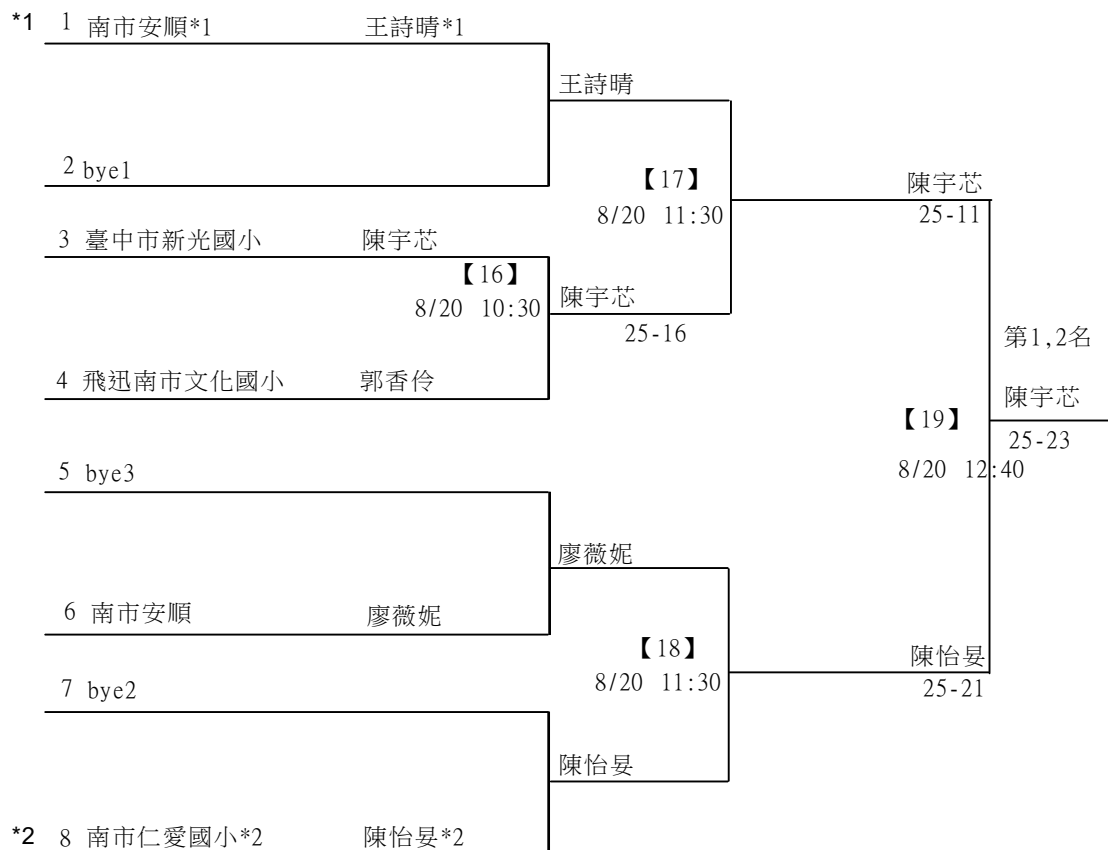 *1 1 南市安順*1 王詩晴*1
王詩晴
2 bye1
【17】
8/20 11:30
陳宇芯
25-11
3 臺中市新光國小 陳宇芯
【16】
8/20 10:30
陳宇芯
25-16
第1,2名
4 飛迅南市文化國小 郭香伶
陳宇芯
【19】
25-23
8/20 12:40
5 bye3
廖薇妮
6 南市安順 廖薇妮
【18】
8/20 11:30
陳怡晏
25-21
7 bye2
陳怡晏
*2 8 南市仁愛國小*2 陳怡晏*2